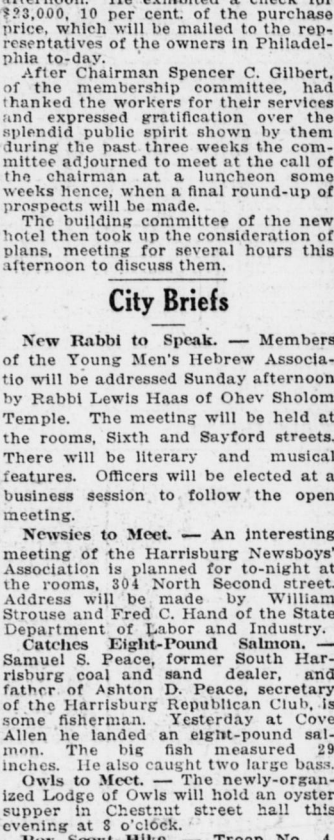 afternoon. He exhibited a check for
$23,000, 10 per cent. of the purchase
price, which will be mailed to the rep-
resentatives of the owners in Philadel-
phia to-day.
After Chairman Spencer C. Gilbert,
of the membership committee, had
thanked the workers for their services
and expressed gratification over the
splendid public spirit shown by them
during the past three weeks the com-
mittee adjourned to meet at the call of
the chairman at a luncheon some
weeks hence, when a final round-up of
prospects will be made.
The building committee of the new
hotel then took up the consideration of
plans, meeting for several hours this
afternoon to discuss them.
City Briefs
New Rabbi to Speak. — Members
of the Young Men's Hebrew Associa-
tio will be addressed Sunday afternoon
by Rabbi Lewis Haas of Ohev Sholom
Temple. The meeting will be held at
the rooms, Sixth and Sayford streets.
There will be literary and musical
features. Officers will be elected at a
business session to follow the open
meeting.
Newsies to Meet. — An interesting
meeting of the Harrisburg Newsboys'
Association is planned for to-night at
the rooms, 304 North Second street.
Address will be made by William
Strouse and Fred C. Hand of the State
Department of Labor and Industry.
Catches Eight-Pound Salmon. —
Samuel S. Peace, former South Har-
risburg coal and sand dealer, and
father of Ashton D. Peace, secretary
of the Harrisburg Republican Club, is
some fisherman. Yesterday at Cove
Allen he landed an eight-pound sal-
mon. The big fish measured 29
inches. He also caught two large bass.
Owls to Meet. — The newly-organ-
ized Lodge of Owls will hold an oyster
supper in Chestnut street hall this
evening at 8 o'clock.
Scout Hike. — Troop No.